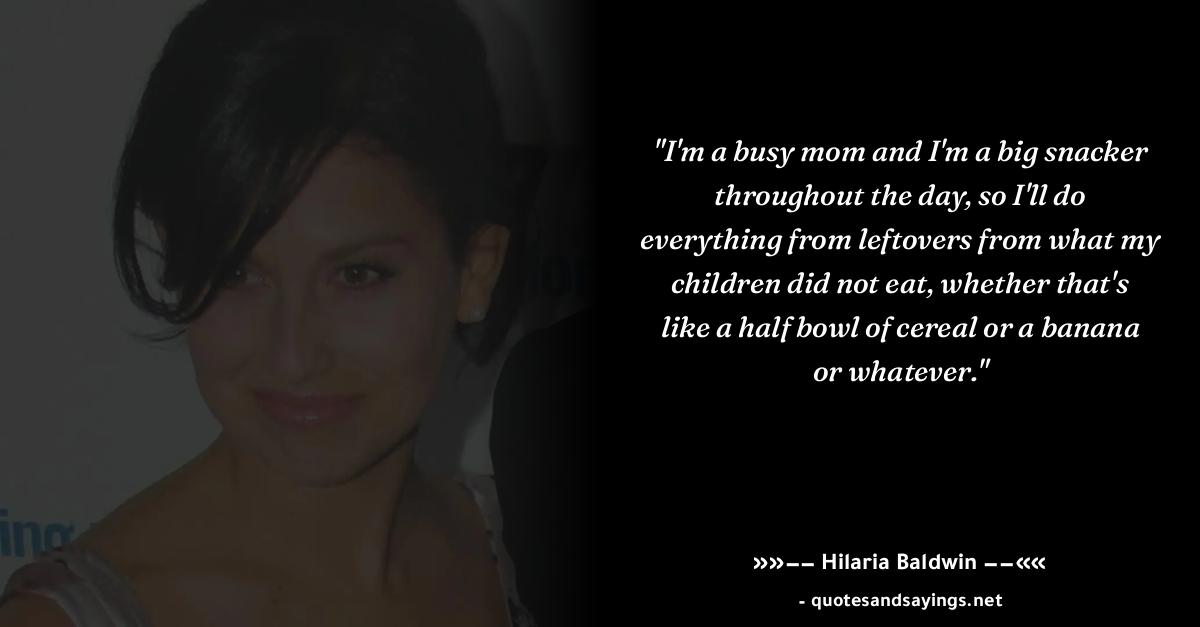 "I'm a busy mom and I'm a big snacker
throughout the day, so I'll do
everything from leftovers from what my
children did not eat, whether that's
like a half bowl of cereal or a banana
or whatever."
ing
»»–– Hilaria Baldwin ––««
- quotesandsayings.net